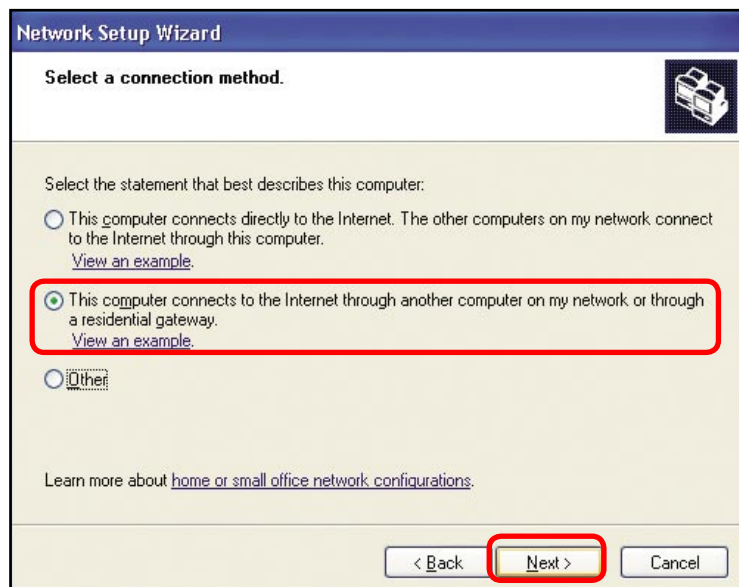 Network Setup Wizard
Select a connection method.
Select the statement that best describes this computer:
This computer connects directly to the Internet. The other computers on my network connect
to the Internet through this computer.
View an example.
This computer connects to the Internet through another computer on my network or through
a residential gateway.
View an example.
Other
Learn more about home or small office network configurations.
< Back Next > Cancel